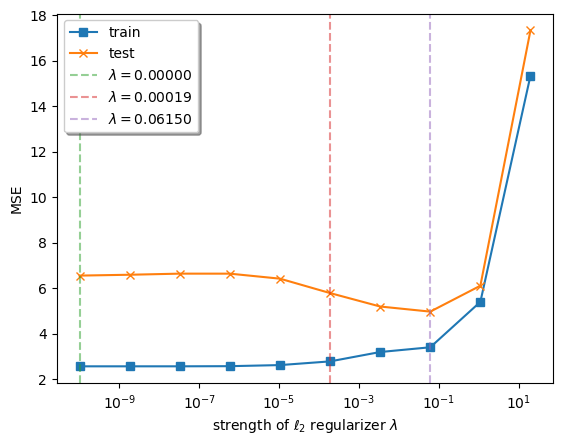 18
16
14
12
10
8
6
4
2
MSE
train
test
λ = 0.00000
λ = 0.00019
λ = 0.06150
10⁻⁹
10⁻⁷
10⁻⁵
10⁻³
10⁻¹
10¹
strength of ℓ₂ regularizer λ